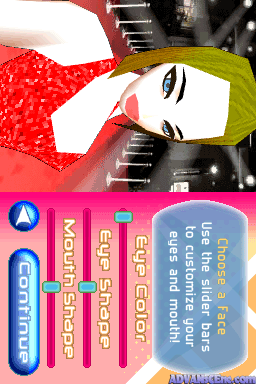 Choose a Face
Use the slider bars
to customize your
eyes and mouth!
Eye Color
Eye Shape
Mouth Shape
Continue
ADVANsCEne.com